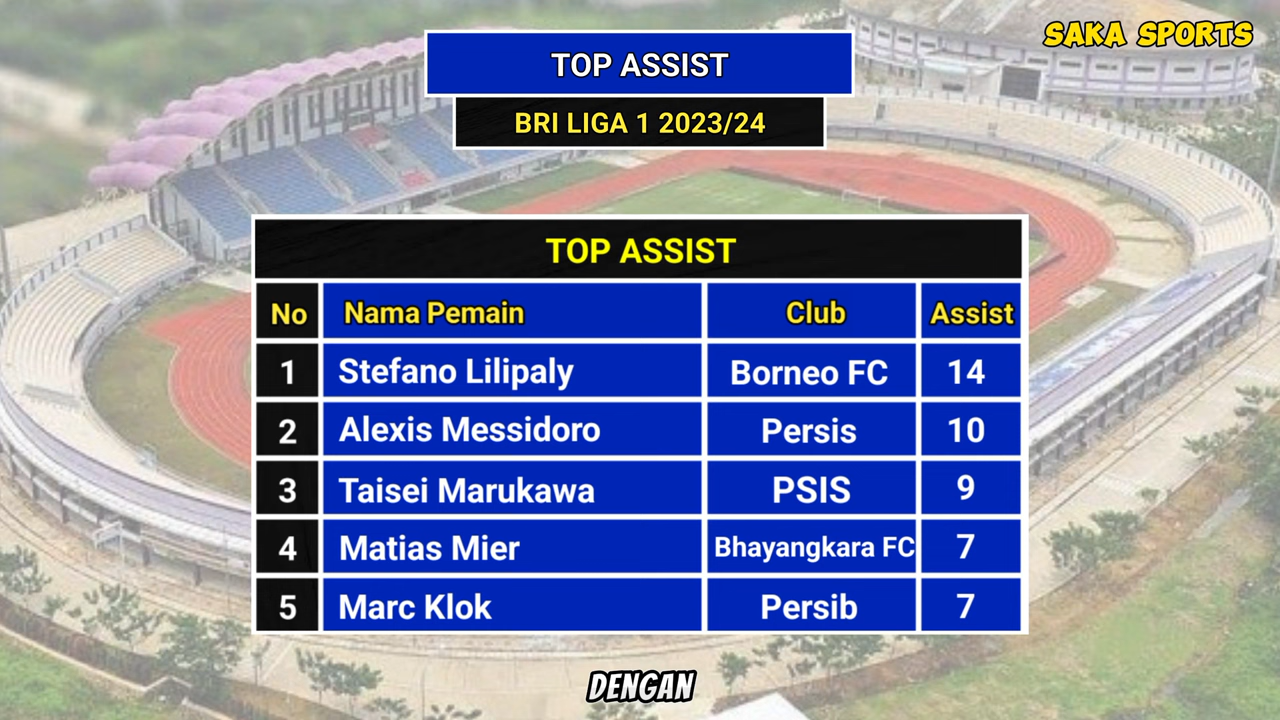 SAKA SPORTS
TOP ASSIST
BRI LIGA 1 2023/24
TOP ASSIST
No Nama Pemain Club Assist
1 Stefano Lilipaly Borneo FC 14
2 Alexis Messidoro Persis 10
3 Taisei Marukawa PSIS 9
4 Matias Mier Bhayangkara FC 7
5 Marc Klok Persib 7
DENGAN